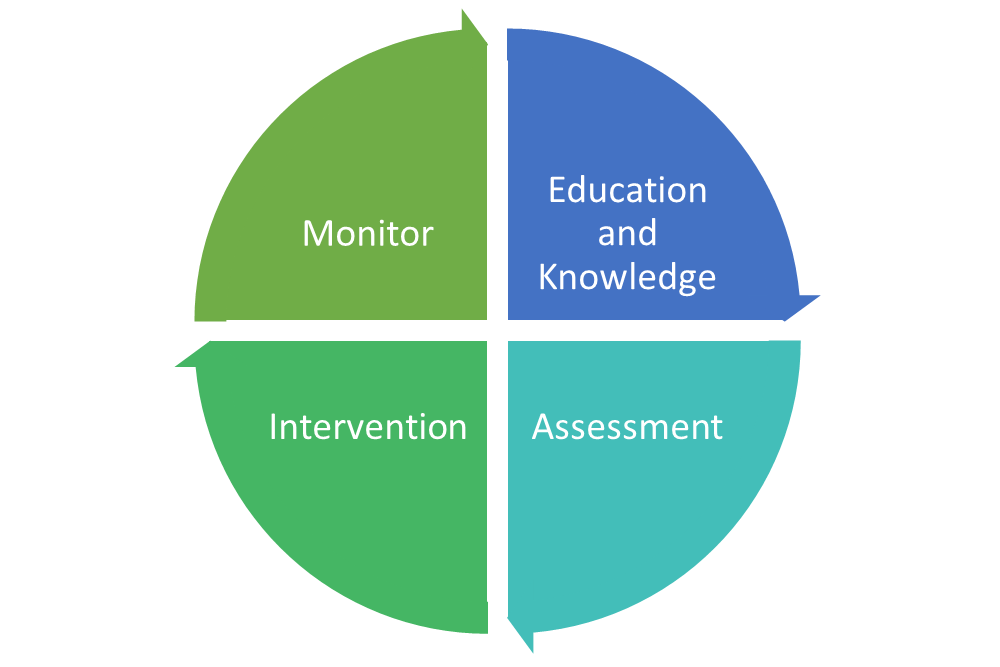 Monitor
Education
and
Knowledge
Intervention
Assessment